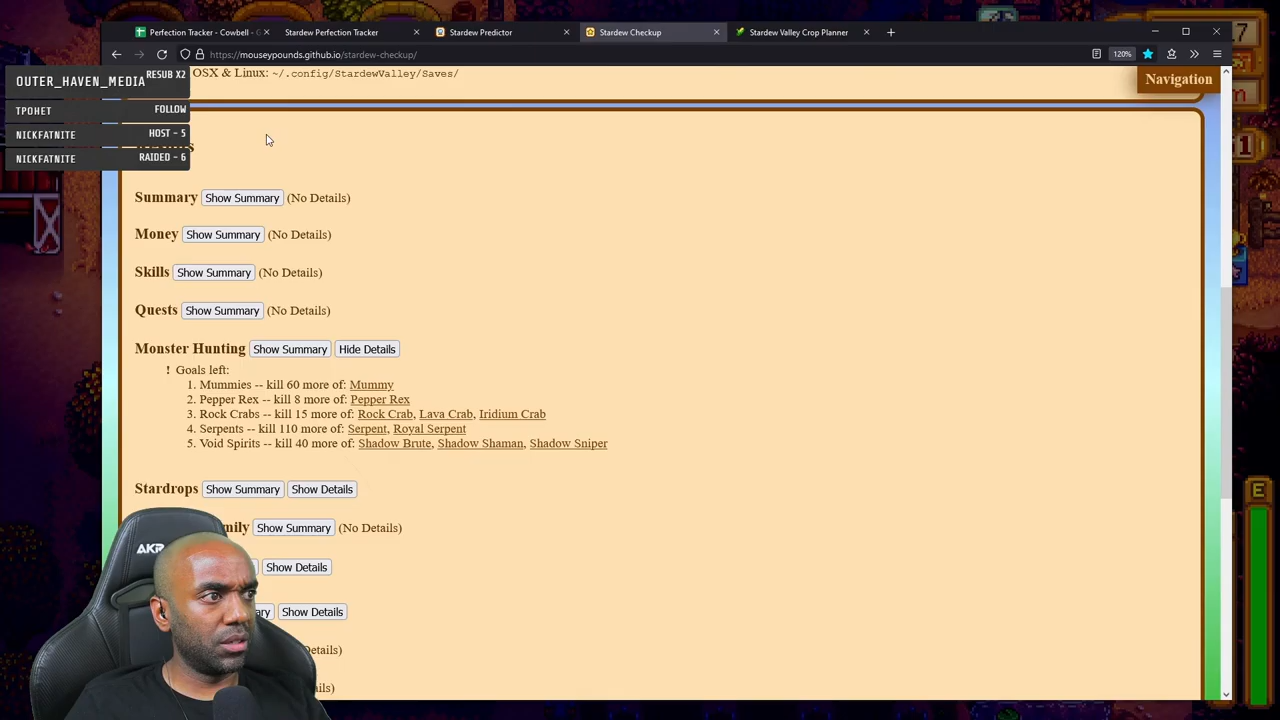 Perfection Tracker - Cowbell - G
Stardew Perfection Tracker
Stardew Predictor
Stardew Checkup
Stardew Valley Crop Planner
https://mouseypounds.github.io/stardew-checkup/
120%
OUTER_HAVEN_MEDIA RESUB X2
TPOHET FOLLOW
NICKFATNITE HOST - 5
NICKFATNITE RAIDED - 6
OSX & Linux: ~/.config/StardewValley/Saves/
Navigation
Summary Show Summary (No Details)
Money Show Summary (No Details)
Skills Show Summary (No Details)
Quests Show Summary (No Details)
Monster Hunting Show Summary Hide Details
! Goals left:
1. Mummies -- kill 60 more of: Mummy
2. Pepper Rex -- kill 8 more of: Pepper Rex
3. Rock Crabs -- kill 15 more of: Rock Crab, Lava Crab, Iridium Crab
4. Serpents -- kill 110 more of: Serpent, Royal Serpent
5. Void Spirits -- kill 40 more of: Shadow Brute, Shadow Shaman, Shadow Sniper
Stardrops Show Summary Show Details
mily Show Summary (No Details)
Show Details
ary Show Details
etails)
ails)
AKR
E